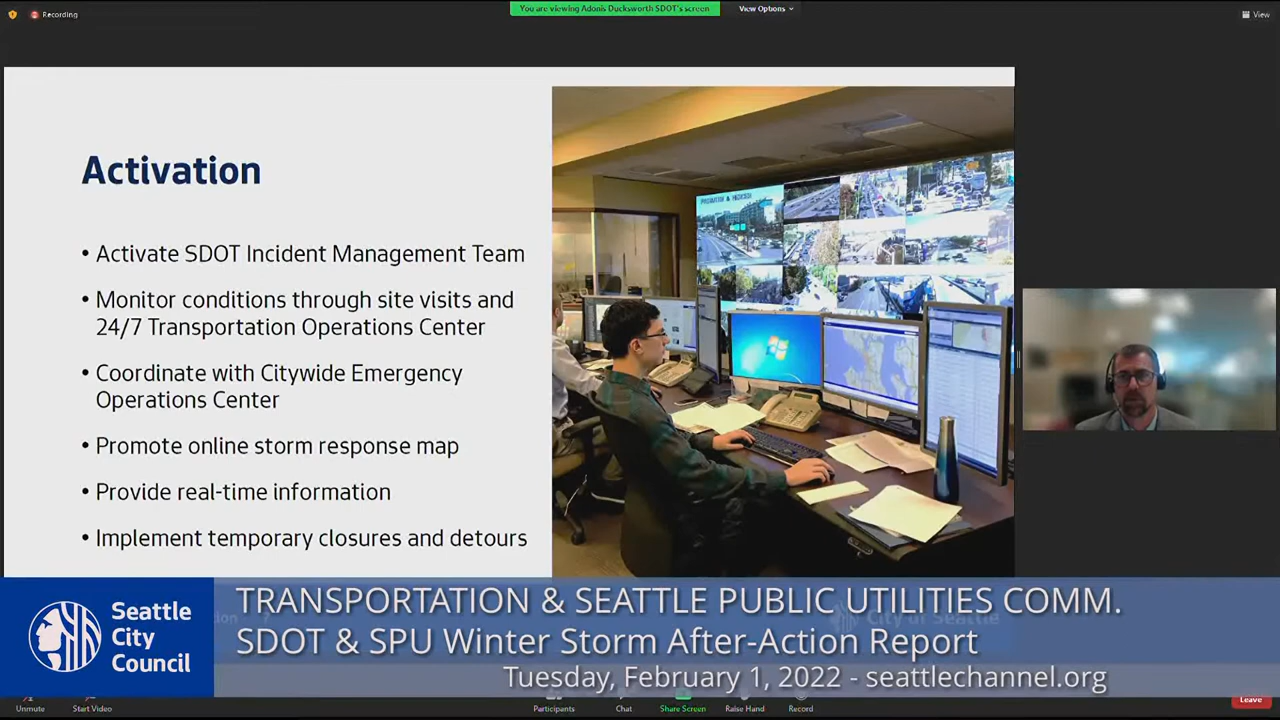 Recording
You are viewing Adonis Ducksworth SDOT's screen
View Options
View
Activation
• Activate SDOT Incident Management Team
• Monitor conditions through site visits and
24/7 Transportation Operations Center
• Coordinate with Citywide Emergency
Operations Center
• Promote online storm response map
• Provide real-time information
• Implement temporary closures and detours
Seattle
City
Council
TRANSPORTATION & SEATTLE PUBLIC UTILITIES COMM.
SDOT & SPU Winter Storm After-Action Report
Tuesday, February 1, 2022 - seattlechannel.org
City of Seattle
Unmute
Start Video
Participants
Chat
Share Screen
Raise Hand
Record
Leave